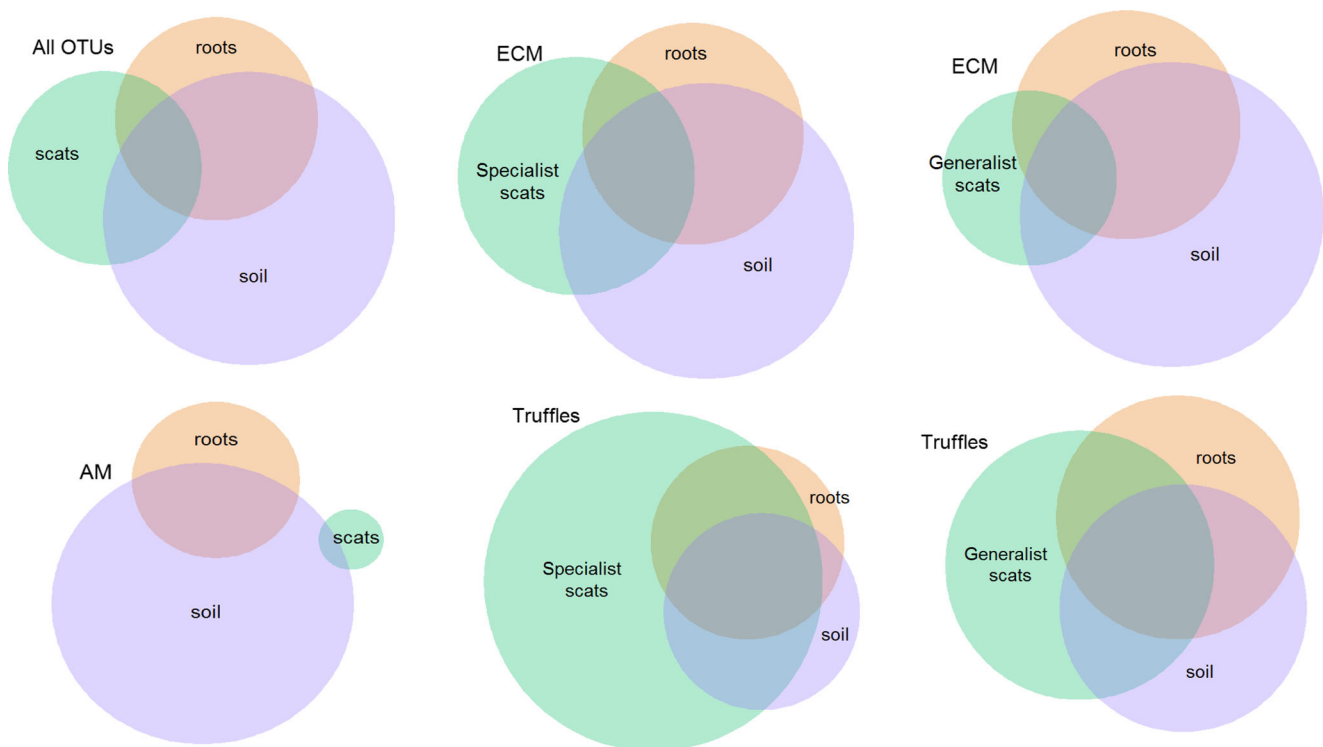 All OTUs
roots
scats
soil
ECM
roots
Specialist
scats
soil
ECM
roots
Generalist
scats
soil
AM
roots
scats
soil
Truffles
roots
Specialist
scats
soil
Truffles
roots
Generalist
scats
soil